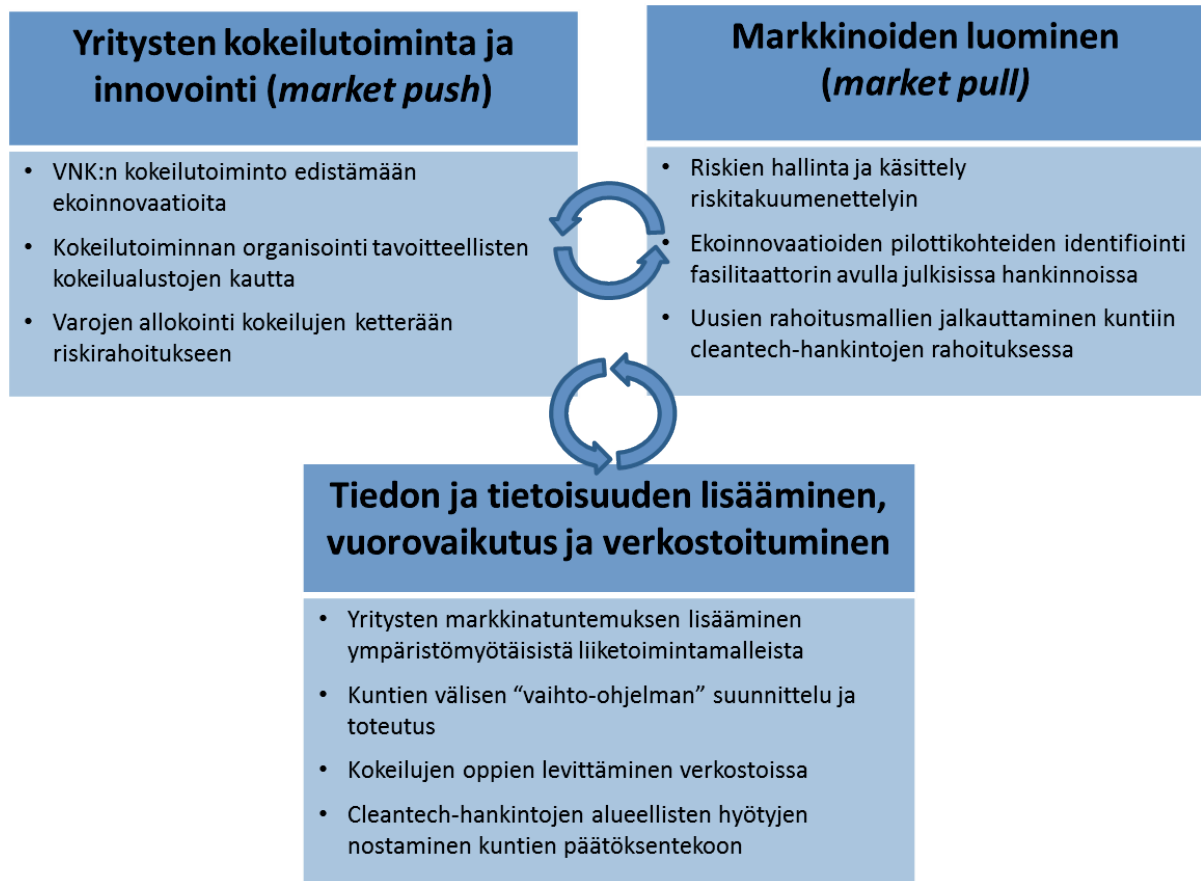 Yritysten kokeilutoiminta ja
innovointi (market push)
• VNK:n kokeilutoiminto edistämään
ekoinnovaatioita
• Kokeilutoiminnan organisointi tavoitteellisten
kokeilualustojen kautta
• Varojen allokointi kokeilujen ketterään
riskirahoitukseen
Markkinoiden luominen
(market pull)
• Riskien hallinta ja käsittely
riskitakuumenettelyin
• Ekoinnovaatioiden pilottikohteiden identifiointi
fasilitaattorin avulla julkisissa hankinnoissa
• Uusien rahoitusmallien jalkauttaminen kuntiin
cleantech-hankintojen rahoituksessa
Tiedon ja tietoisuuden lisääminen,
vuorovaikutus ja verkostoituminen
• Yritysten markkinatuntemuksen lisääminen
ympäristömyötäisistä liiketoimintamalleista
• Kuntien välisen “vaihto-ohjelman” suunnittelu ja
toteutus
• Kokeilujen oppien levittäminen verkostoissa
• Cleantech-hankintojen alueellisten hyötyjen
nostaminen kuntien päätöksentekoon